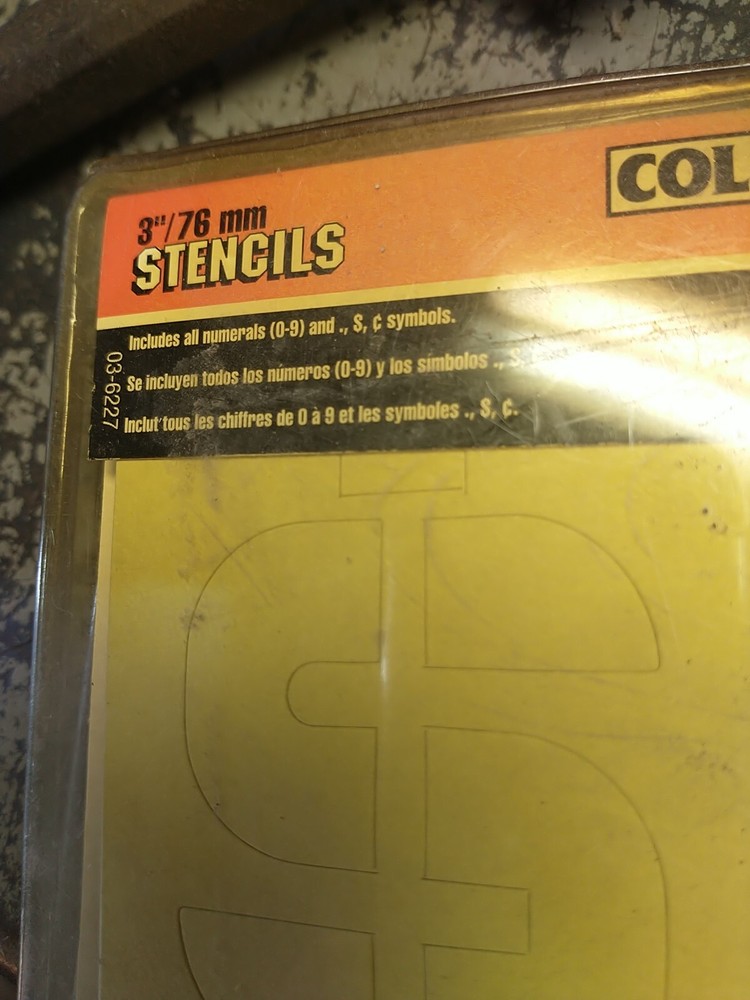 COL
3"/76 mm
STENCILS
Includes all numerals (0-9) and ., $, ¢ symbols.
Se incluyen todos los números (0-9) y los símbolos .,
Inclut tous les chiffres de 0 à 9 et les symboles ., $, ¢.
03-6227